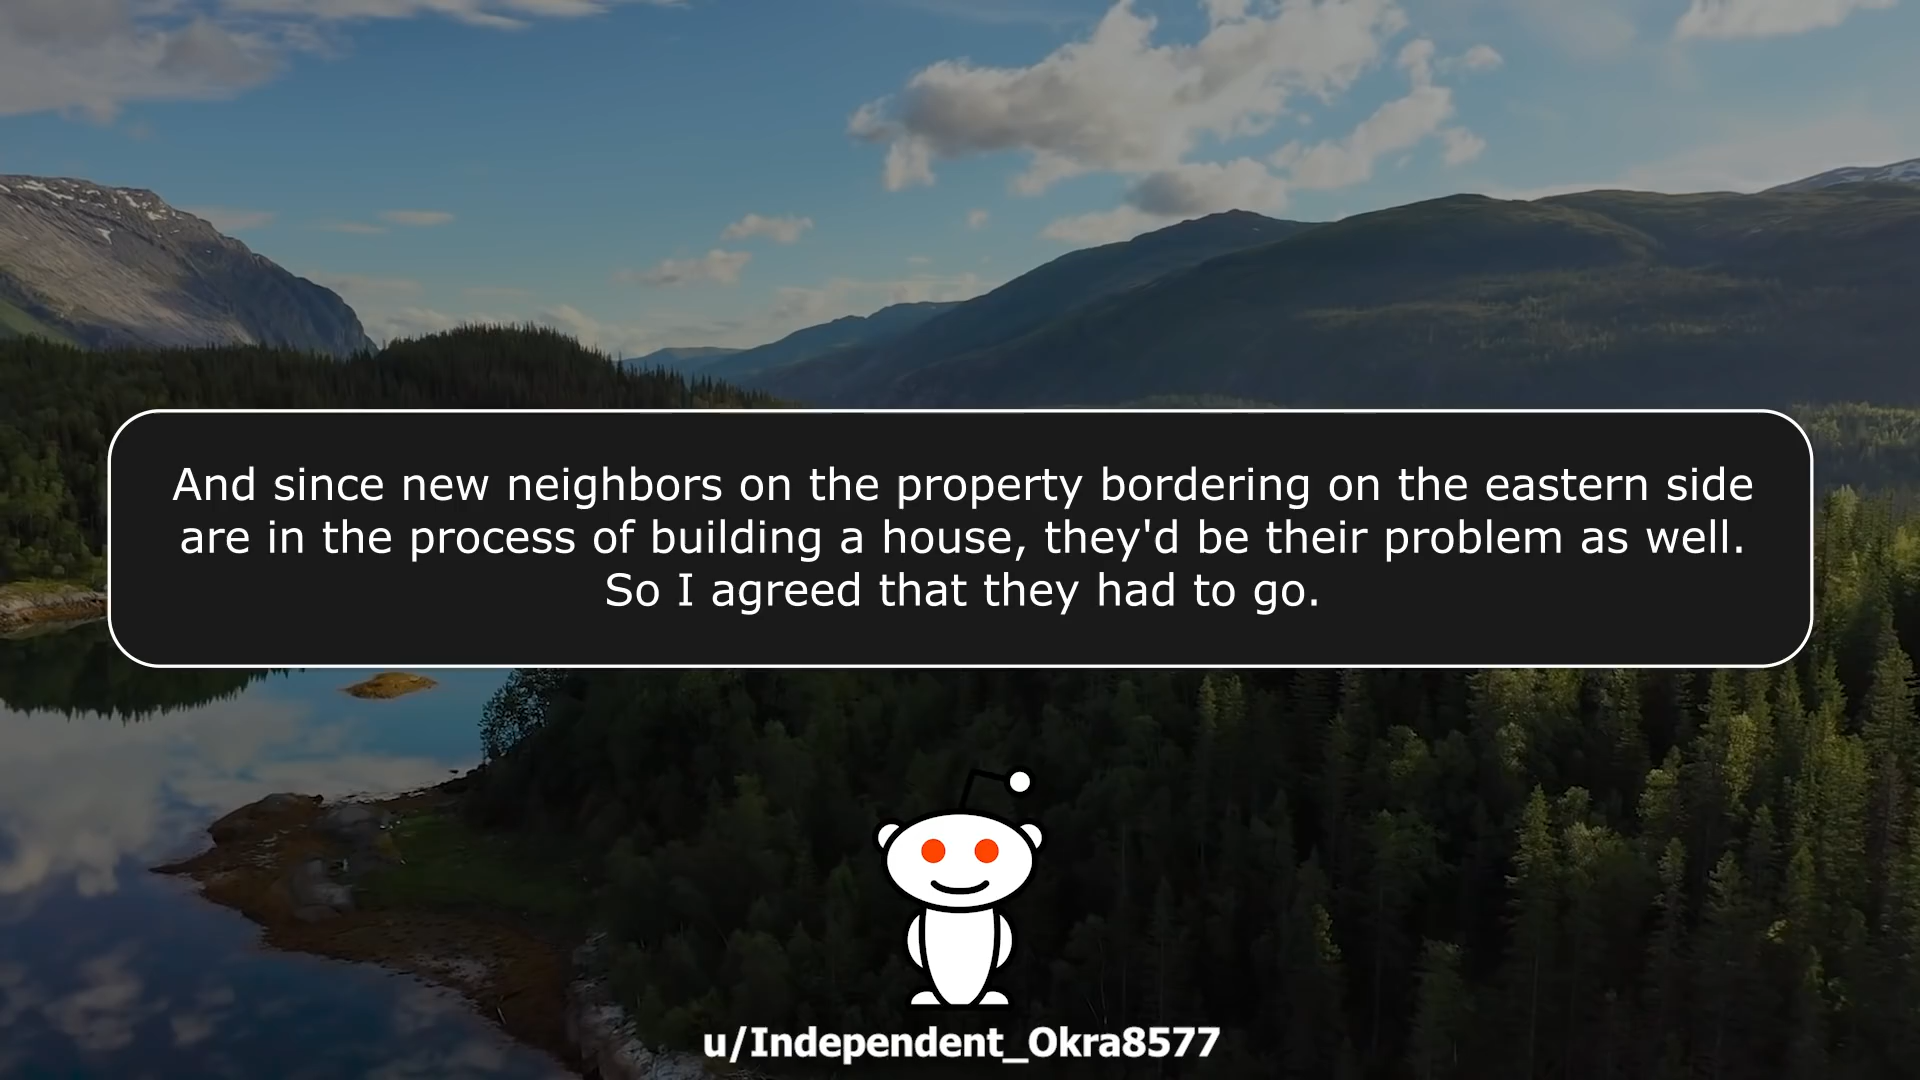 And since new neighbors on the property bordering on the eastern side
are in the process of building a house, they'd be their problem as well.
So I agreed that they had to go.
u/Independent_Okra8577